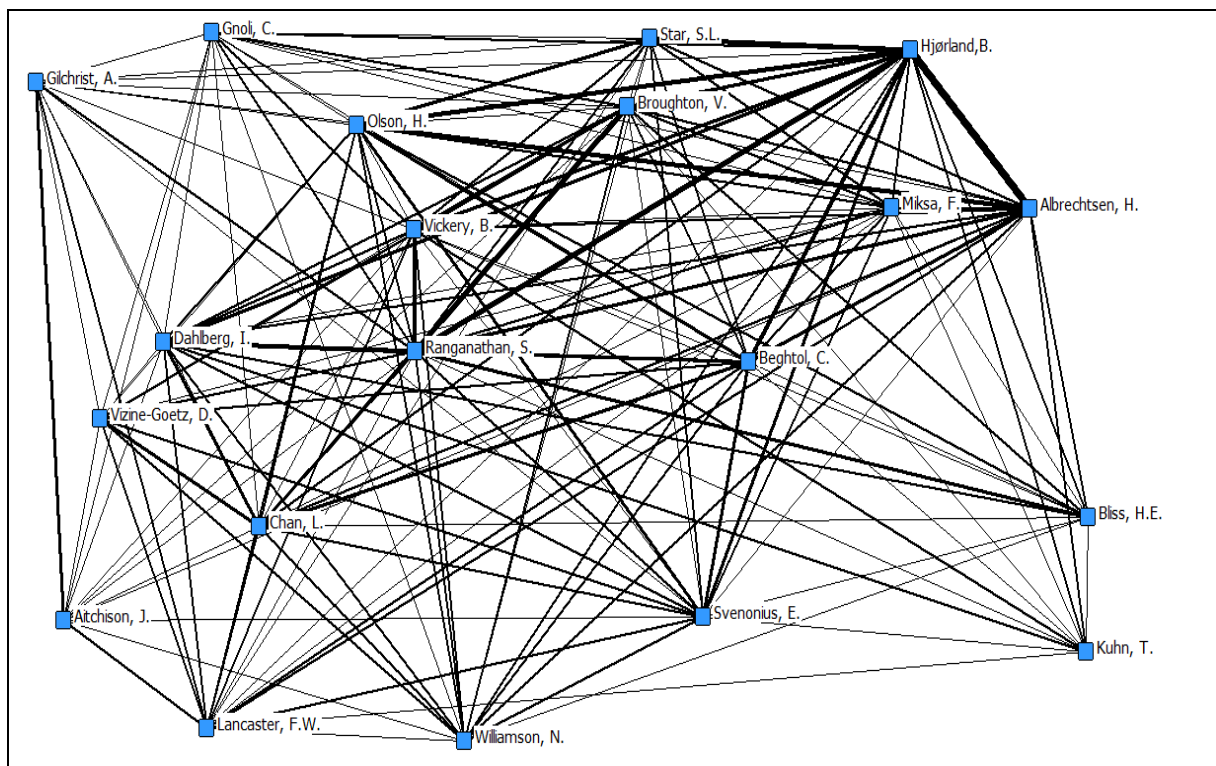 Gnoli, C.
Star, S.L.
Hjørland,B.
Gilchrist, A.
Broughton, V.
Olson, H.
Miksa, F.
Albrechtsen, H.
Vickery, B.
Dahlberg, I.
Ranganathan, S.
Beghtol, C.
Vizine-Goetz, D.
Chan, L.
Bliss, H.E.
Aitchison, J.
Svenonius, E.
Kuhn, T.
Lancaster, F.W.
Williamson, N.